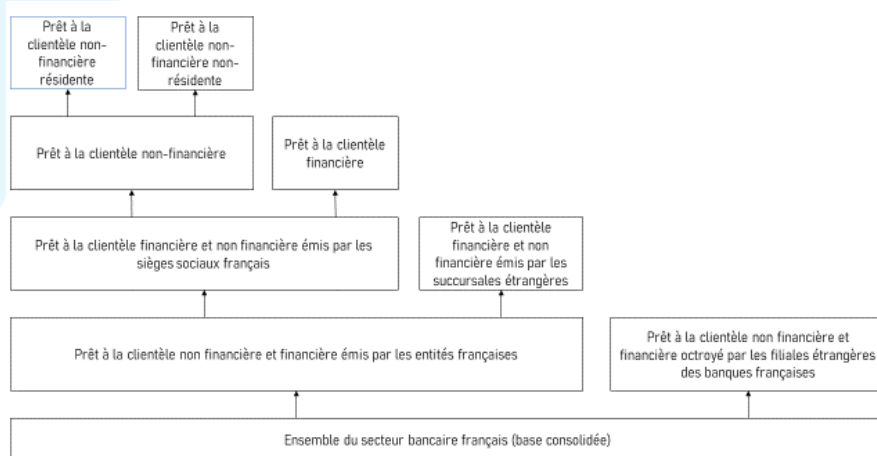 Prêt à la
clientèle non-
financière
résidente
Prêt à la
clientèle non-
financière non-
résidente
Prêt à la clientèle non-financière
Prêt à la clientèle
financière
Prêt à la clientèle financière et non financière émis par les
sièges sociaux français
Prêt à la clientèle
financière et non
financière émis par les
succursales étrangères
Prêt à la clientèle non financière et financière émis par les entités françaises
Prêt à la clientèle non financière et
financière octroyé par les filiales étrangères
des banques françaises
Ensemble du secteur bancaire français (base consolidée)